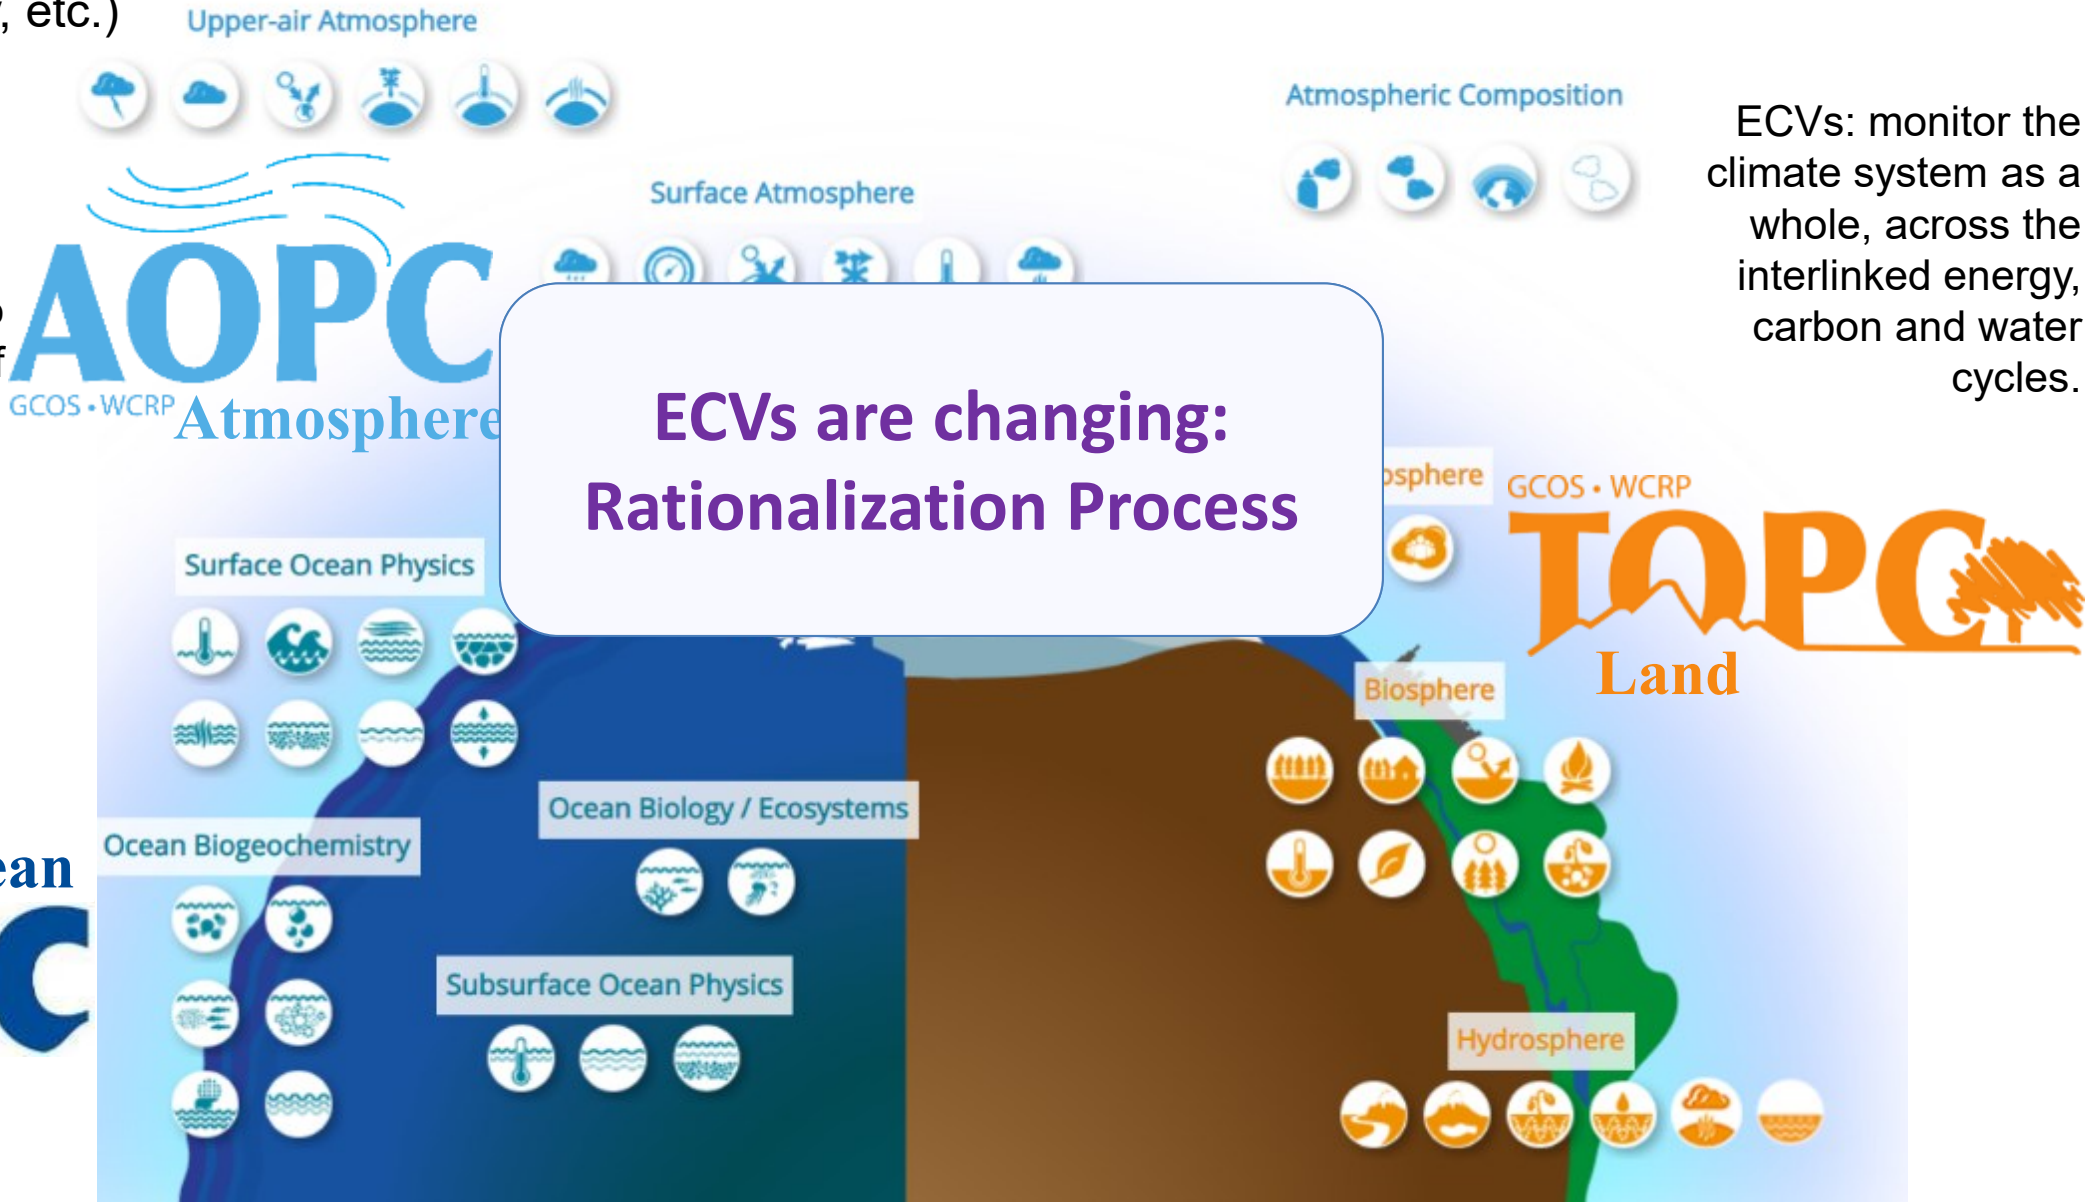 , etc.)
Upper-air Atmosphere
Atmospheric Composition
ECVs: monitor the
climate system as a
whole, across the
interlinked energy,
carbon and water
cycles.
Surface Atmosphere
AOPC
GCOS • WCRP
Atmosphere
ECVs are changing:
Rationalization Process
osphere
GCOS • WCRP
TOPC
Land
Surface Ocean Physics
Biosphere
Ocean Biology / Ecosystems
Ocean Biogeochemistry
ean
C
Subsurface Ocean Physics
Hydrosphere